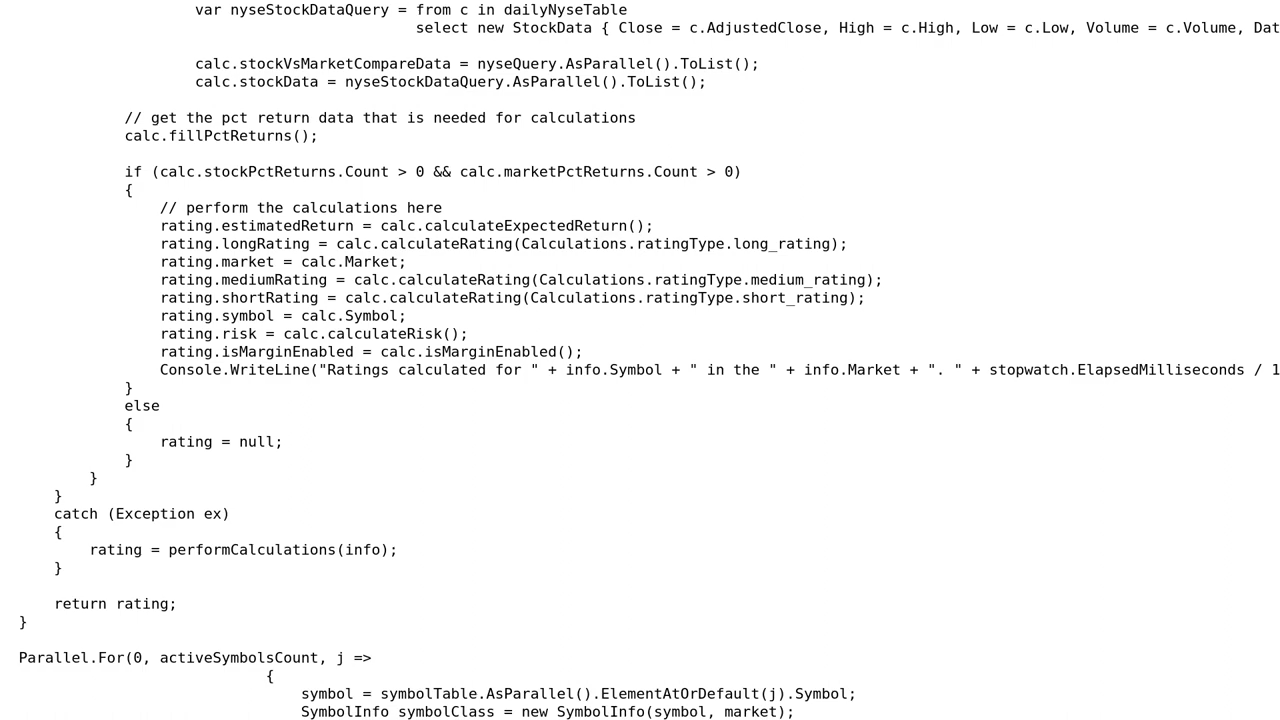 var nyseStockDataQuery = from c in dailyNyseTable
select new StockData { Close = c.AdjustedClose, High = c.High, Low = c.Low, Volume = c.Volume, Dat
calc.stockVsMarketCompareData = nyseQuery.AsParallel().ToList();
calc.stockData = nyseStockDataQuery.AsParallel().ToList();
// get the pct return data that is needed for calculations
calc.fillPctReturns();
if (calc.stockPctReturns.Count > 0 && calc.marketPctReturns.Count > 0)
{
// perform the calculations here
rating.estimatedReturn = calc.calculateExpectedReturn();
rating.longRating = calc.calculateRating(Calculations.ratingType.long_rating);
rating.market = calc.Market;
rating.mediumRating = calc.calculateRating(Calculations.ratingType.medium_rating);
rating.shortRating = calc.calculateRating(Calculations.ratingType.short_rating);
rating.symbol = calc.Symbol;
rating.risk = calc.calculateRisk();
rating.isMarginEnabled = calc.isMarginEnabled();
Console.WriteLine("Ratings calculated for " + info.Symbol + " in the " + info.Market + ". " + stopwatch.ElapsedMilliseconds / 1
}
else
{
rating = null;
}
}
}
catch (Exception ex)
{
rating = performCalculations(info);
}
return rating;
}
Parallel.For(0, activeSymbolsCount, j =>
{
symbol = symbolTable.AsParallel().ElementAtOrDefault(j).Symbol;
SymbolInfo symbolClass = new SymbolInfo(symbol, market);